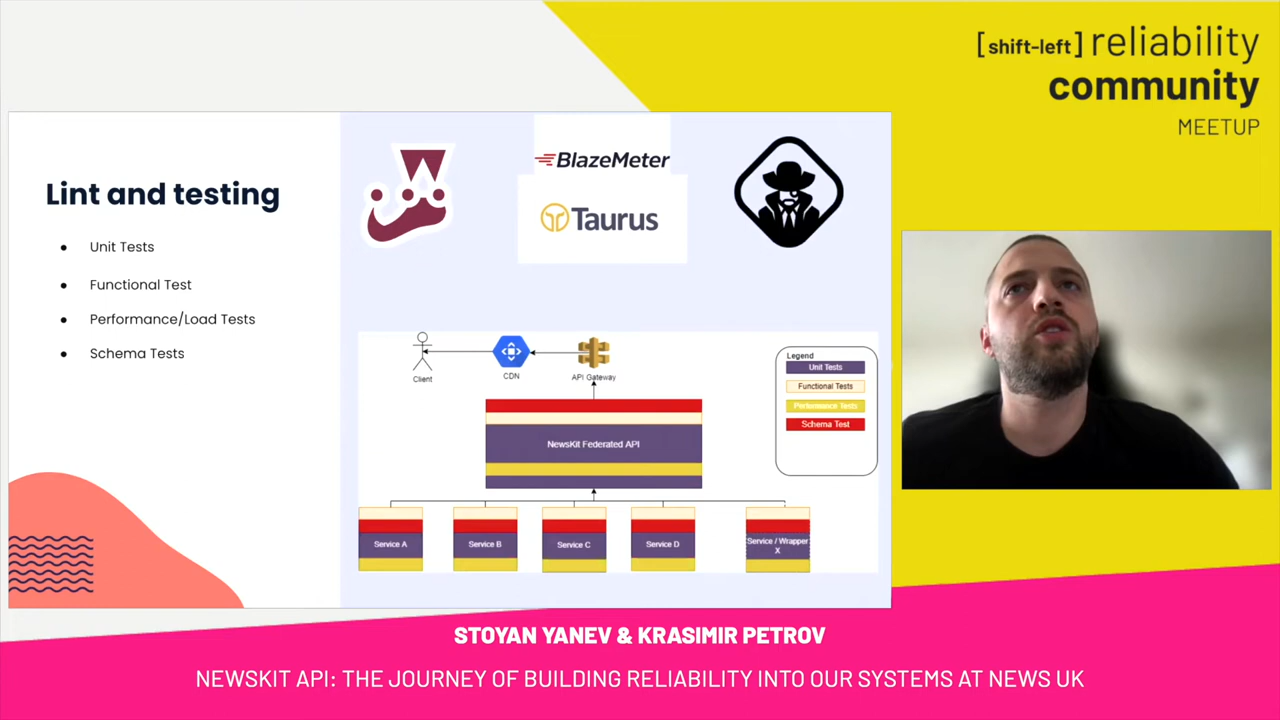 [shift-left] reliability
community
MEETUP
Lint and testing
● Unit Tests
● Functional Test
● Performance/Load Tests
● Schema Tests
BlazeMeter
Taurus
Client
CDN
API Gateway
NewsKit Federated API
Service A
Service B
Service C
Service D
Service / Wrapper
X
Legend
Unit Tests
Functional Tests
Performance Tests
Schema Test
STOYAN YANEV & KRASIMIR PETROV
NEWSKIT API: THE JOURNEY OF BUILDING RELIABILITY INTO OUR SYSTEMS AT NEWS UK